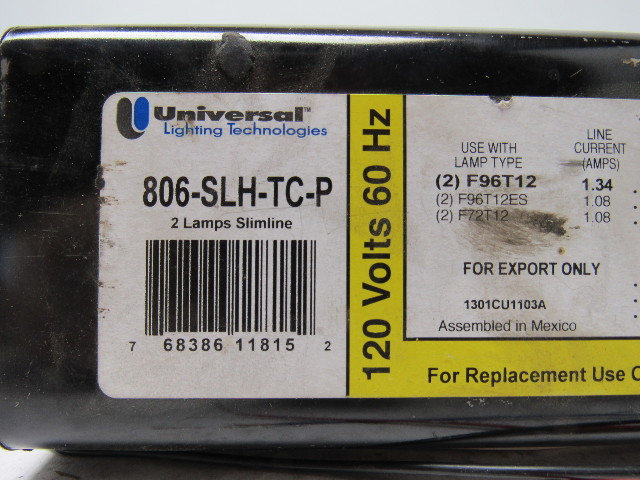 Universal™
Lighting Technologies
806-SLH-TC-P
2 Lamps Slimline
7 68386 11815 2
120 Volts 60 Hz
USE WITH
LAMP TYPE
LINE
CURRENT
(AMPS)
(2) F96T12 1.34
(2) F96T12ES 1.08
(2) F72T12 1.08
FOR EXPORT ONLY
1301CU1103A
Assembled in Mexico
For Replacement Use